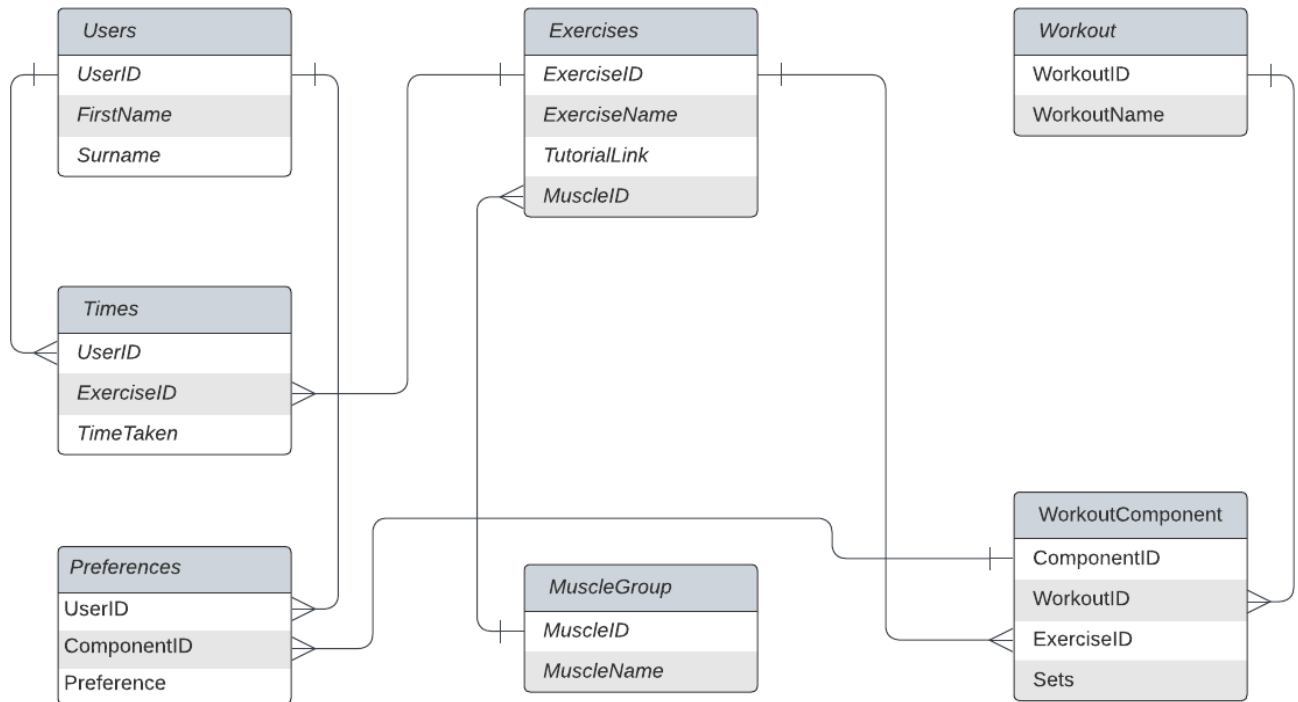 Users
UserID
FirstName
Surname
Exercises
ExerciseID
ExerciseName
TutorialLink
MuscleID
Workout
WorkoutID
WorkoutName
Times
UserID
ExerciseID
TimeTaken
Preferences
UserID
ComponentID
Preference
MuscleGroup
MuscleID
MuscleName
WorkoutComponent
ComponentID
WorkoutID
ExerciseID
Sets